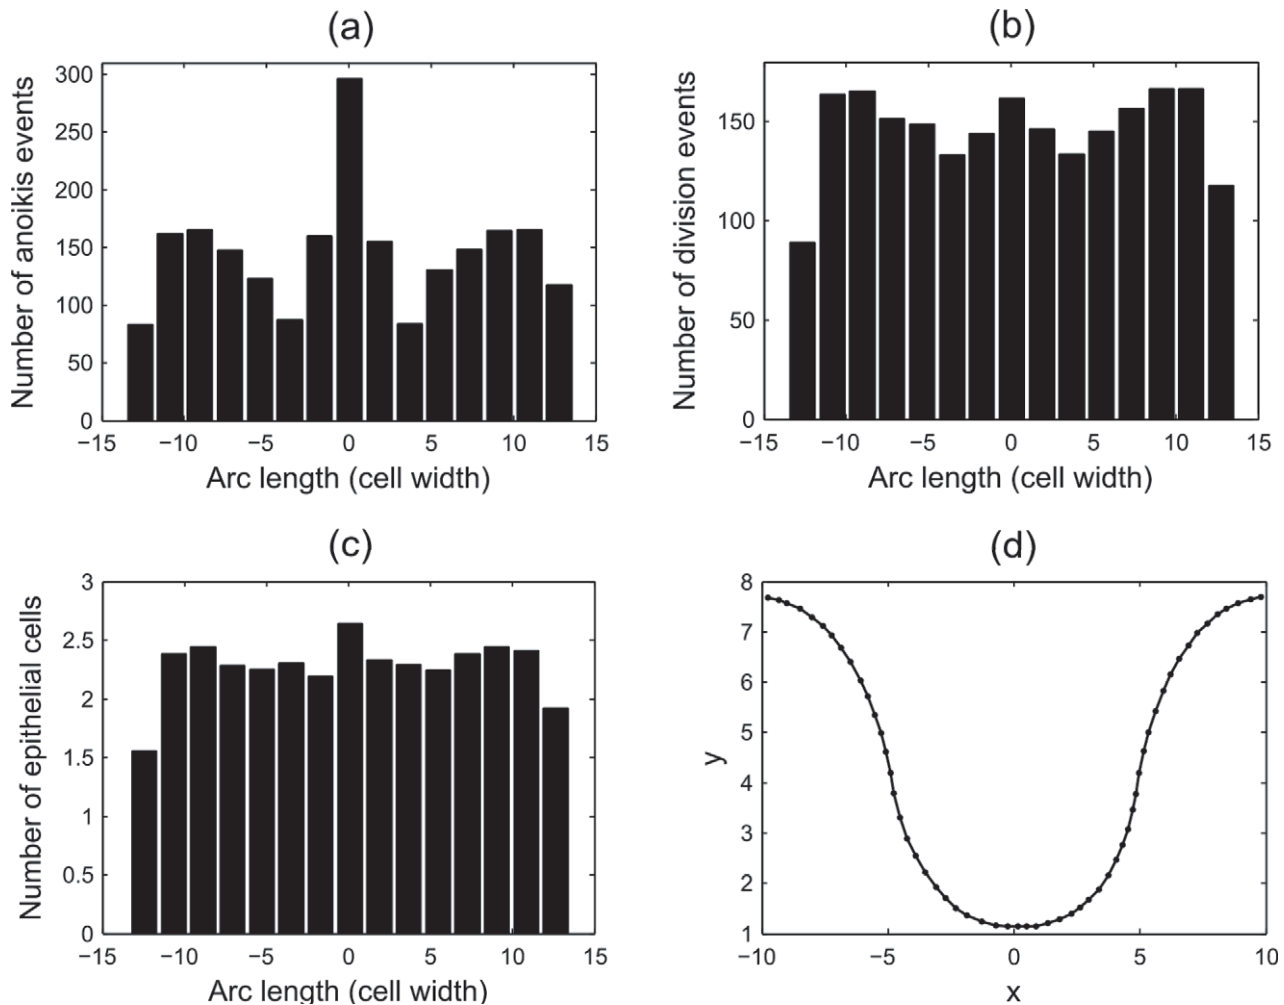 (a)
Number of anoikis events
300
250
200
150
100
50
0
−15 −10 −5 0 5 10 15
Arc length (cell width)
(b)
Number of division events
150
100
50
0
−15 −10 −5 0 5 10 15
Arc length (cell width)
(c)
Number of epithelial cells
3
2.5
2
1.5
1
0.5
0
−15 −10 −5 0 5 10 15
Arc length (cell width)
(d)
y
8
7
6
5
4
3
2
1
−10 −5 0 5 10
x